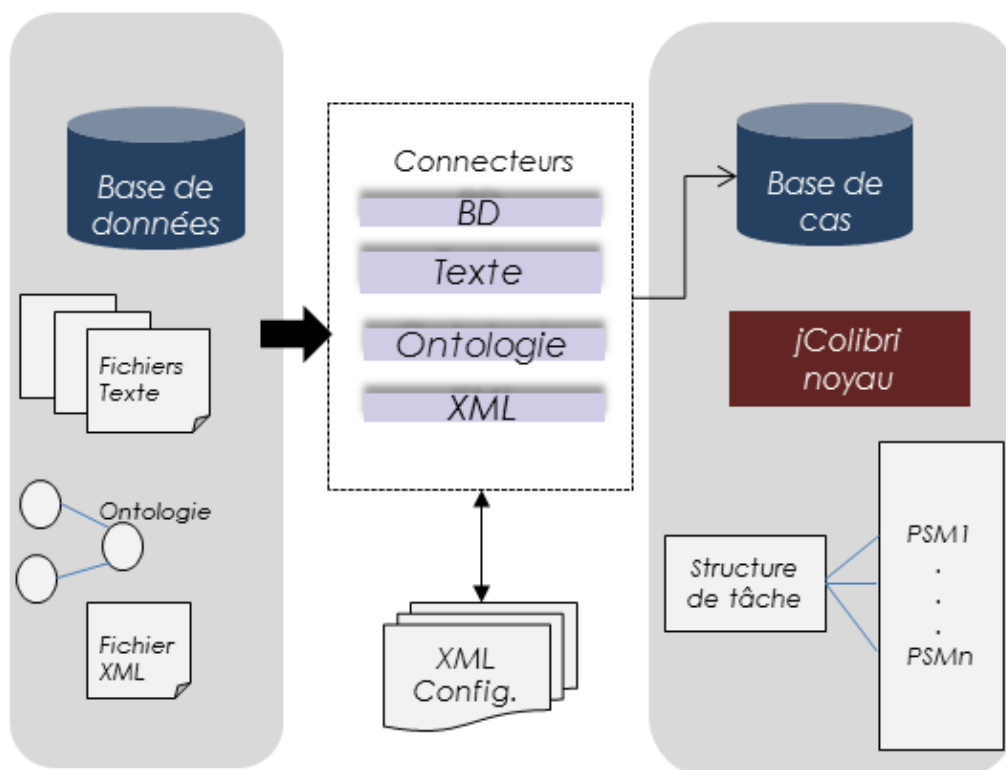 Base de
données
Fichiers
Texte
Ontologie
Fichier
XML
Connecteurs
BD
Texte
Ontologie
XML
XML
Config.
Base de
cas
jColibri
noyau
Structure
de tâche
PSM1
.
.
.
PSMn